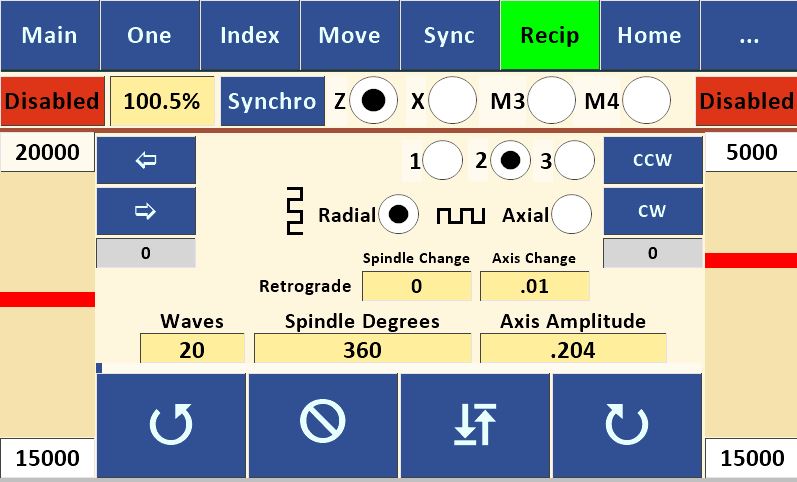 Main One Index Move Sync Recip Home ...
Disabled 100.5% Synchro Z X M3 M4 Disabled
20000 1 2 3 CCW 5000
Radial Axial CW
0 0
Spindle Change Axis Change
Retrograde 0 .01
Waves Spindle Degrees Axis Amplitude
20 360 .204
15000 15000